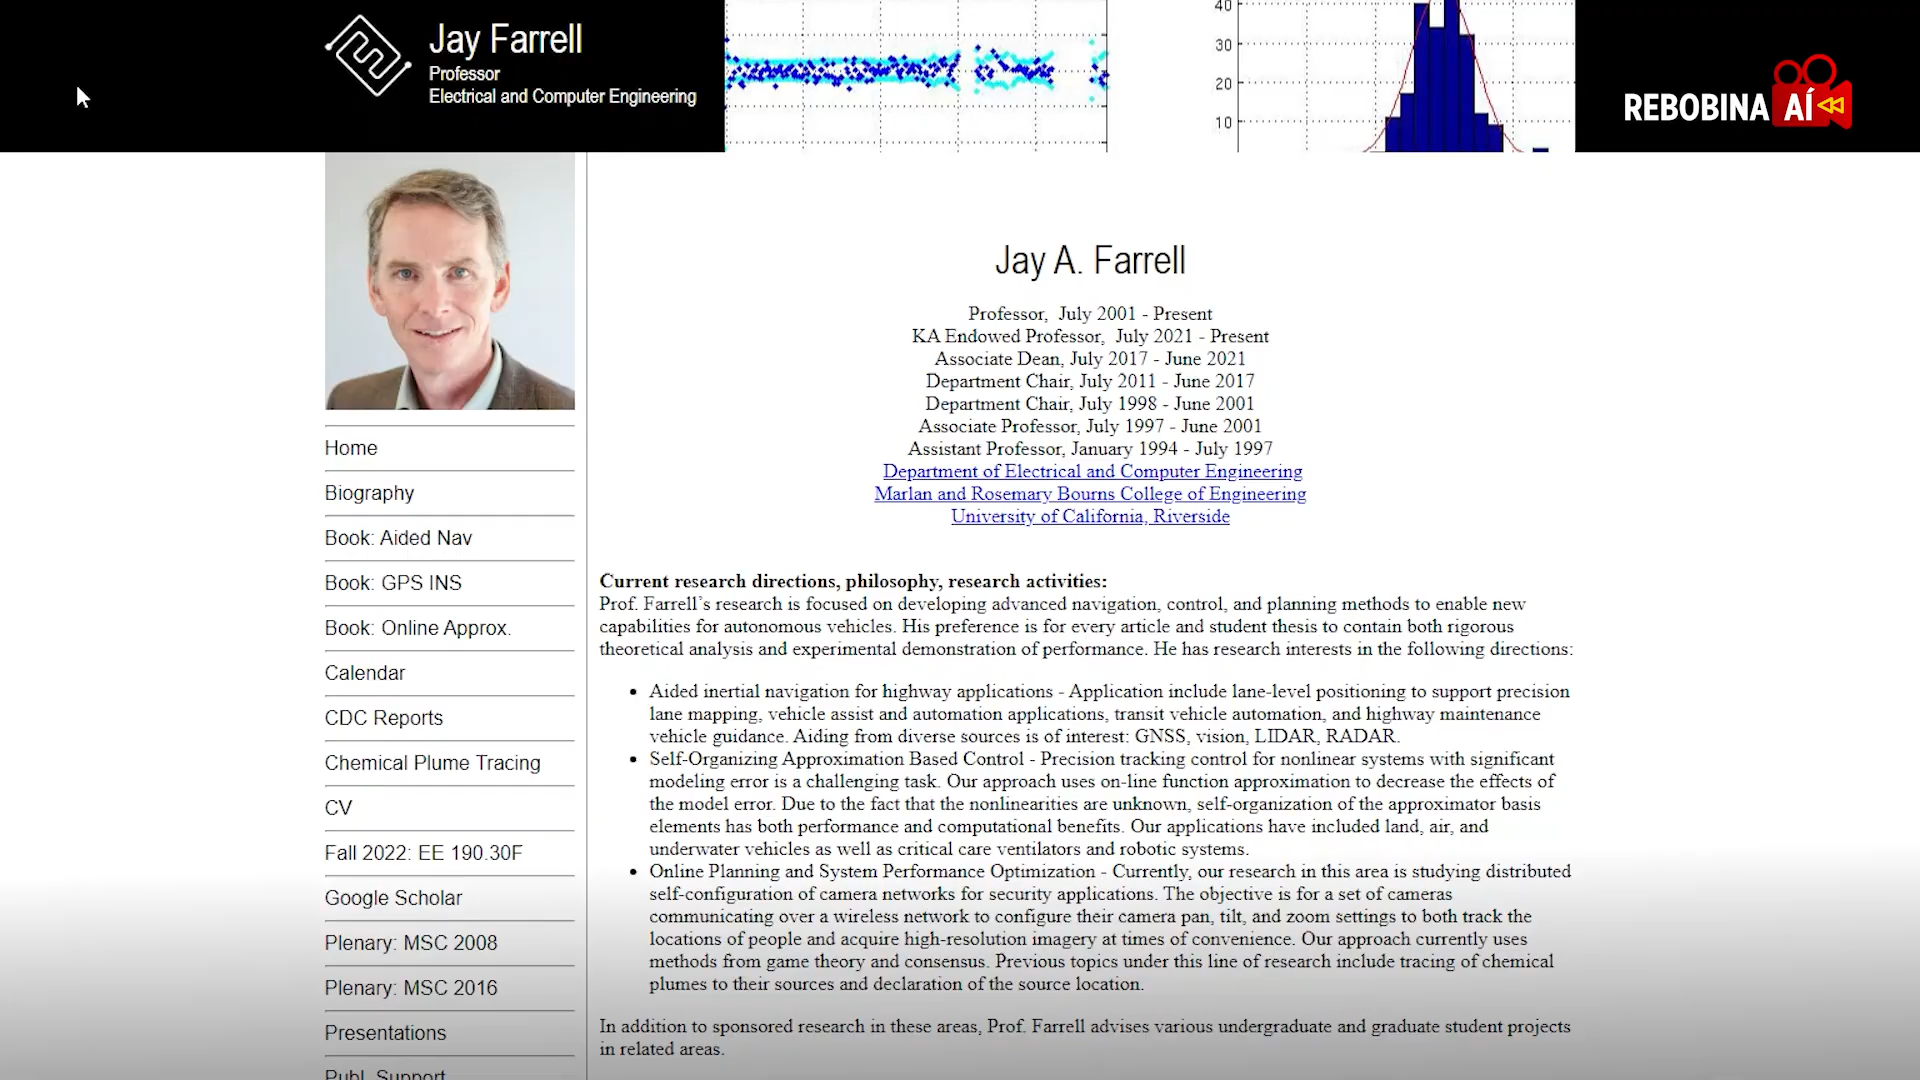 Jay Farrell
Professor
Electrical and Computer Engineering
40
30
20
10
REBOBINA AÍ
Jay A. Farrell
Professor, July 2001 - Present
KA Endowed Professor, July 2021 - Present
Associate Dean, July 2017 - June 2021
Department Chair, July 2011 - June 2017
Department Chair, July 1998 - June 2001
Associate Professor, July 1997 - June 2001
Assistant Professor, January 1994 - July 1997
Department of Electrical and Computer Engineering
Marlan and Rosemary Bourns College of Engineering
University of California, Riverside
Home
Biography
Book: Aided Nav
Book: GPS INS
Book: Online Approx.
Calendar
CDC Reports
Chemical Plume Tracing
CV
Fall 2022: EE 190.30F
Google Scholar
Plenary: MSC 2008
Plenary: MSC 2016
Presentations
Publ. Support
Current research directions, philosophy, research activities:
Prof. Farrell's research is focused on developing advanced navigation, control, and planning methods to enable new
capabilities for autonomous vehicles. His preference is for every article and student thesis to contain both rigorous
theoretical analysis and experimental demonstration of performance. He has research interests in the following directions:
• Aided inertial navigation for highway applications - Application include lane-level positioning to support precision
lane mapping, vehicle assist and automation applications, transit vehicle automation, and highway maintenance
vehicle guidance. Aiding from diverse sources is of interest: GNSS, vision, LIDAR, RADAR.
• Self-Organizing Approximation Based Control - Precision tracking control for nonlinear systems with significant
modeling error is a challenging task. Our approach uses on-line function approximation to decrease the effects of
the model error. Due to the fact that the nonlinearities are unknown, self-organization of the approximator basis
elements has both performance and computational benefits. Our applications have included land, air, and
underwater vehicles as well as critical care ventilators and robotic systems.
• Online Planning and System Performance Optimization - Currently, our research in this area is studying distributed
self-configuration of camera networks for security applications. The objective is for a set of cameras
communicating over a wireless network to configure their camera pan, tilt, and zoom settings to both track the
locations of people and acquire high-resolution imagery at times of convenience. Our approach currently uses
methods from game theory and consensus. Previous topics under this line of research include tracing of chemical
plumes to their sources and declaration of the source location.
In addition to sponsored research in these areas, Prof. Farrell advises various undergraduate and graduate student projects
in related areas.